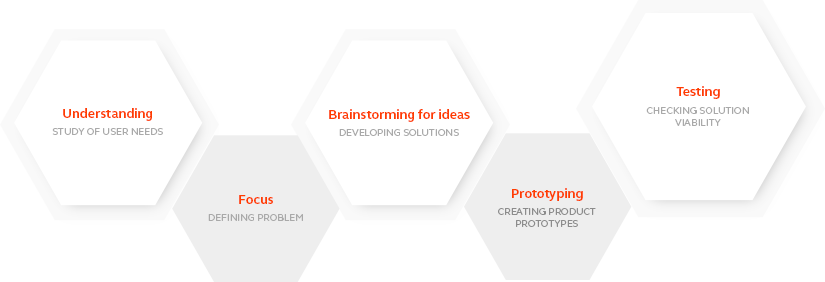 Understanding
STUDY OF USER NEEDS
Focus
DEFINING PROBLEM
Brainstorming for ideas
DEVELOPING SOLUTIONS
Prototyping
CREATING PRODUCT
PROTOTYPES
Testing
CHECKING SOLUTION
VIABILITY